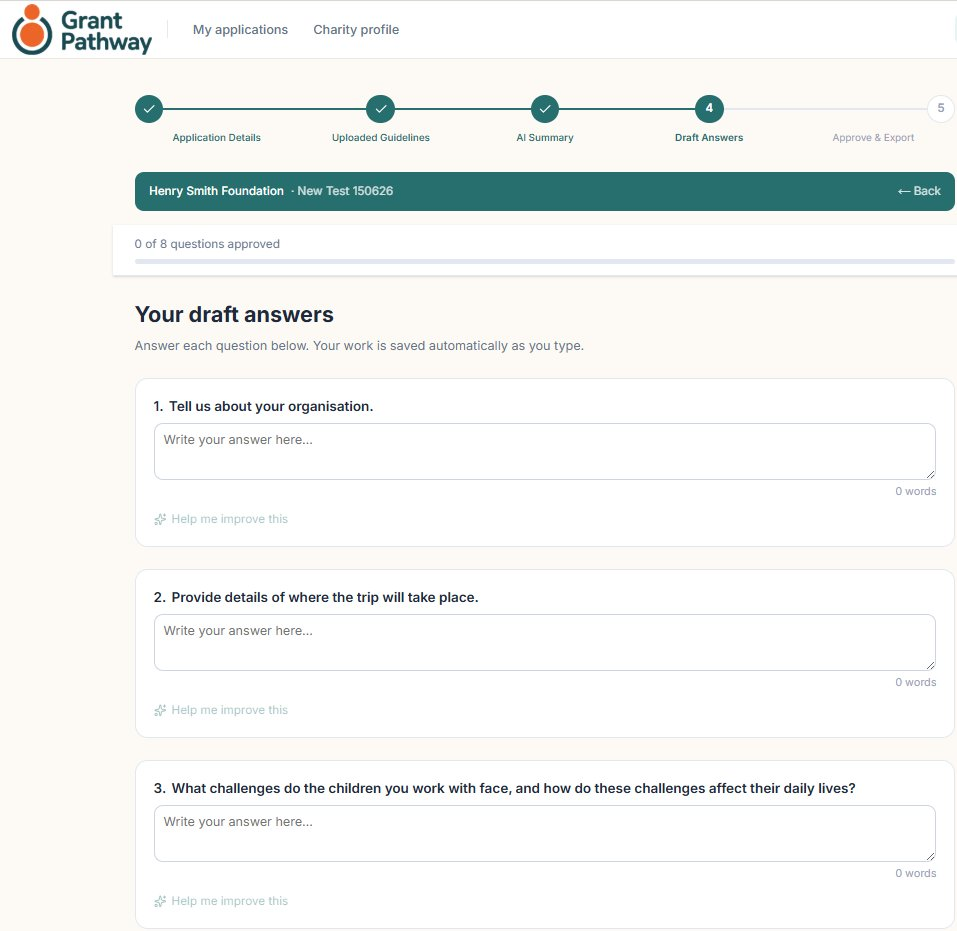 Grant
Pathway
My applications
Charity profile
4
5
Application Details
Uploaded Guidelines
AI Summary
Draft Answers
Approve & Export
Henry Smith Foundation · New Test 150626
← Back
0 of 8 questions approved
Your draft answers
Answer each question below. Your work is saved automatically as you type.
1. Tell us about your organisation.
Write your answer here...
0 words
Help me improve this
2. Provide details of where the trip will take place.
Write your answer here...
0 words
Help me improve this
3. What challenges do the children you work with face, and how do these challenges affect their daily lives?
Write your answer here...
0 words
Help me improve this